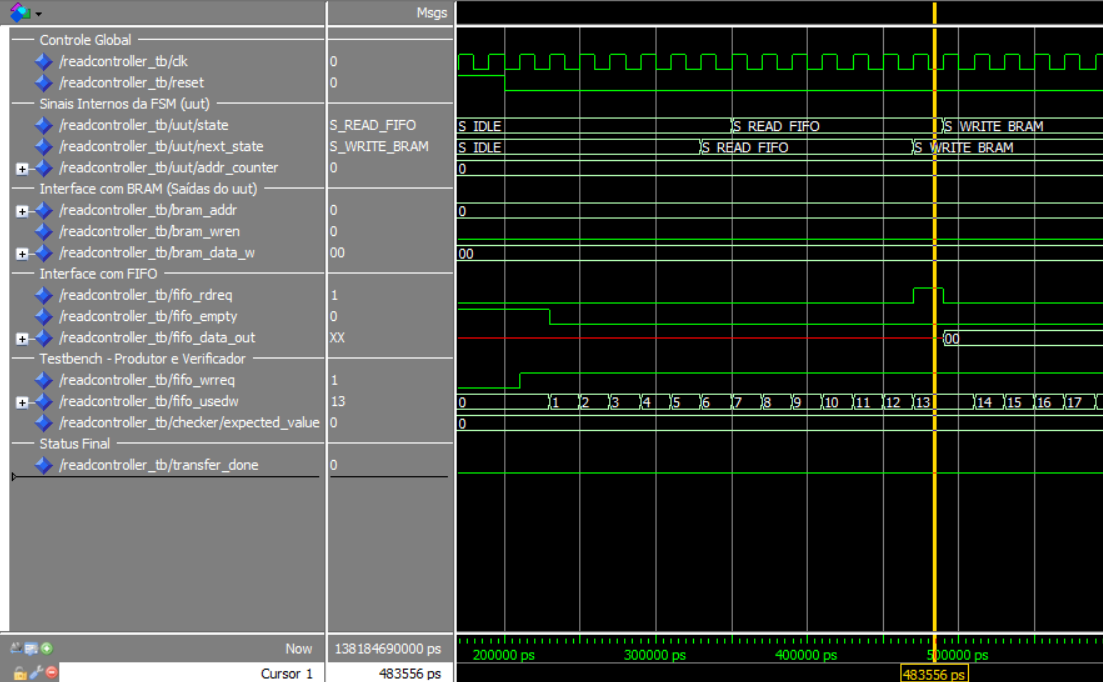 Msgs
Controle Global
/readcontroller_tb/clk 0
/readcontroller_tb/reset 0
Sinais Internos da FSM (uut)
/readcontroller_tb/uut/state S_READ_FIFO S_IDLE S_READ_FIFO S_WRITE_BRAM
/readcontroller_tb/uut/next_state S_WRITE_BRAM S_IDLE S_READ_FIFO S_WRITE_BRAM
/readcontroller_tb/uut/addr_counter 0 0
Interface com BRAM (Saídas do uut)
/readcontroller_tb/bram_addr 0 0
/readcontroller_tb/bram_wren 0
/readcontroller_tb/bram_data_w 00 00
Interface com FIFO
/readcontroller_tb/fifo_rdreq 1
/readcontroller_tb/fifo_empty 0
/readcontroller_tb/fifo_data_out XX 00
Testbench - Produtor e Verificador
/readcontroller_tb/fifo_wrreq 1
/readcontroller_tb/fifo_usedw 13 0 1 2 3 4 5 6 7 8 9 10 11 12 13 14 15 16 17
/readcontroller_tb/checker/expected_value 0 0
Status Final
/readcontroller_tb/transfer_done 0
Now 138184690000 ps 200000 ps 300000 ps 400000 ps 500000 ps
Cursor 1 483556 ps 483556 ps